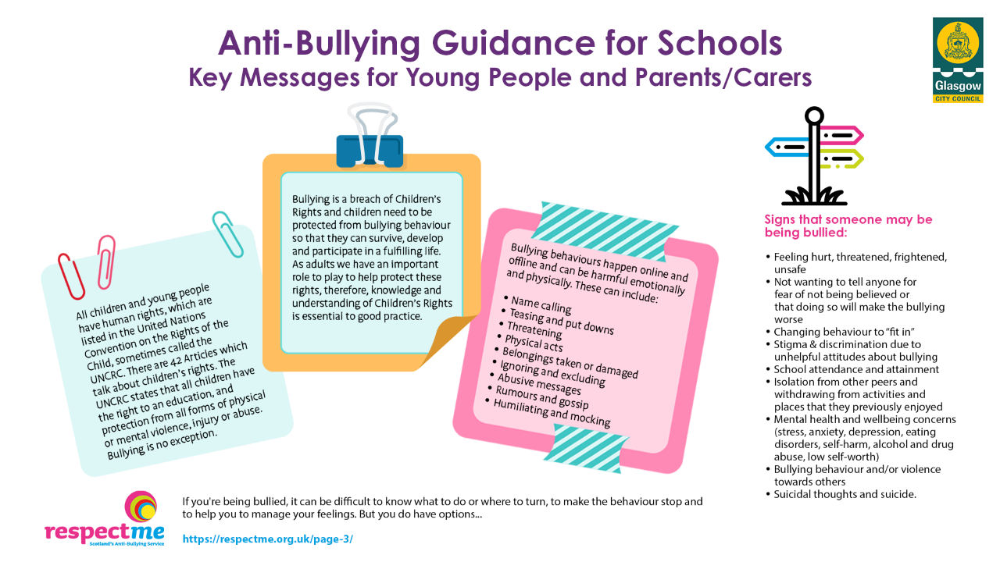 Anti-Bullying Guidance for Schools
Key Messages for Young People and Parents/Carers
Glasgow
CITY COUNCIL
All children and young people
have human rights, which are
listed in the United Nations
Convention on the Rights of the
Child, sometimes called the
UNCRC. There are 42 Articles which
talk about children's rights. The
UNCRC states that all children have
the right to an education, and
protection from all forms of physical
or mental violence, injury or abuse.
Bullying is no exception.
Bullying is a breach of Children's
Rights and children need to be
protected from bullying behaviour
so that they can survive, develop
and participate in a fulfilling life.
As adults we have an important
role to play to help protect these
rights, therefore, knowledge and
understanding of Children's Rights
is essential to good practice.
Bullying behaviours happen online and
offline and can be harmful emotionally
and physically. These can include:
• Name calling
• Teasing and put downs
• Threatening
• Physical acts
• Belongings taken or damaged
• Ignoring and excluding
• Abusive messages
• Rumours and gossip
• Humiliating and mocking
Signs that someone may be
being bullied:
• Feeling hurt, threatened, frightened,
unsafe
• Not wanting to tell anyone for
fear of not being believed or
that doing so will make the bullying
worse
• Changing behaviour to "fit in"
• Stigma & discrimination due to
unhelpful attitudes about bullying
• School attendance and attainment
• Isolation from other peers and
withdrawing from activities and
places that they previously enjoyed
• Mental health and wellbeing concerns
(stress, anxiety, depression, eating
disorders, self-harm, alcohol and drug
abuse, low self-worth)
• Bullying behaviour and/or violence
towards others
• Suicidal thoughts and suicide.
respectme
Scotland's Anti-Bullying Service
If you're being bullied, it can be difficult to know what to do or where to turn, to make the behaviour stop and
to help you to manage your feelings. But you do have options...
https://respectme.org.uk/page-3/